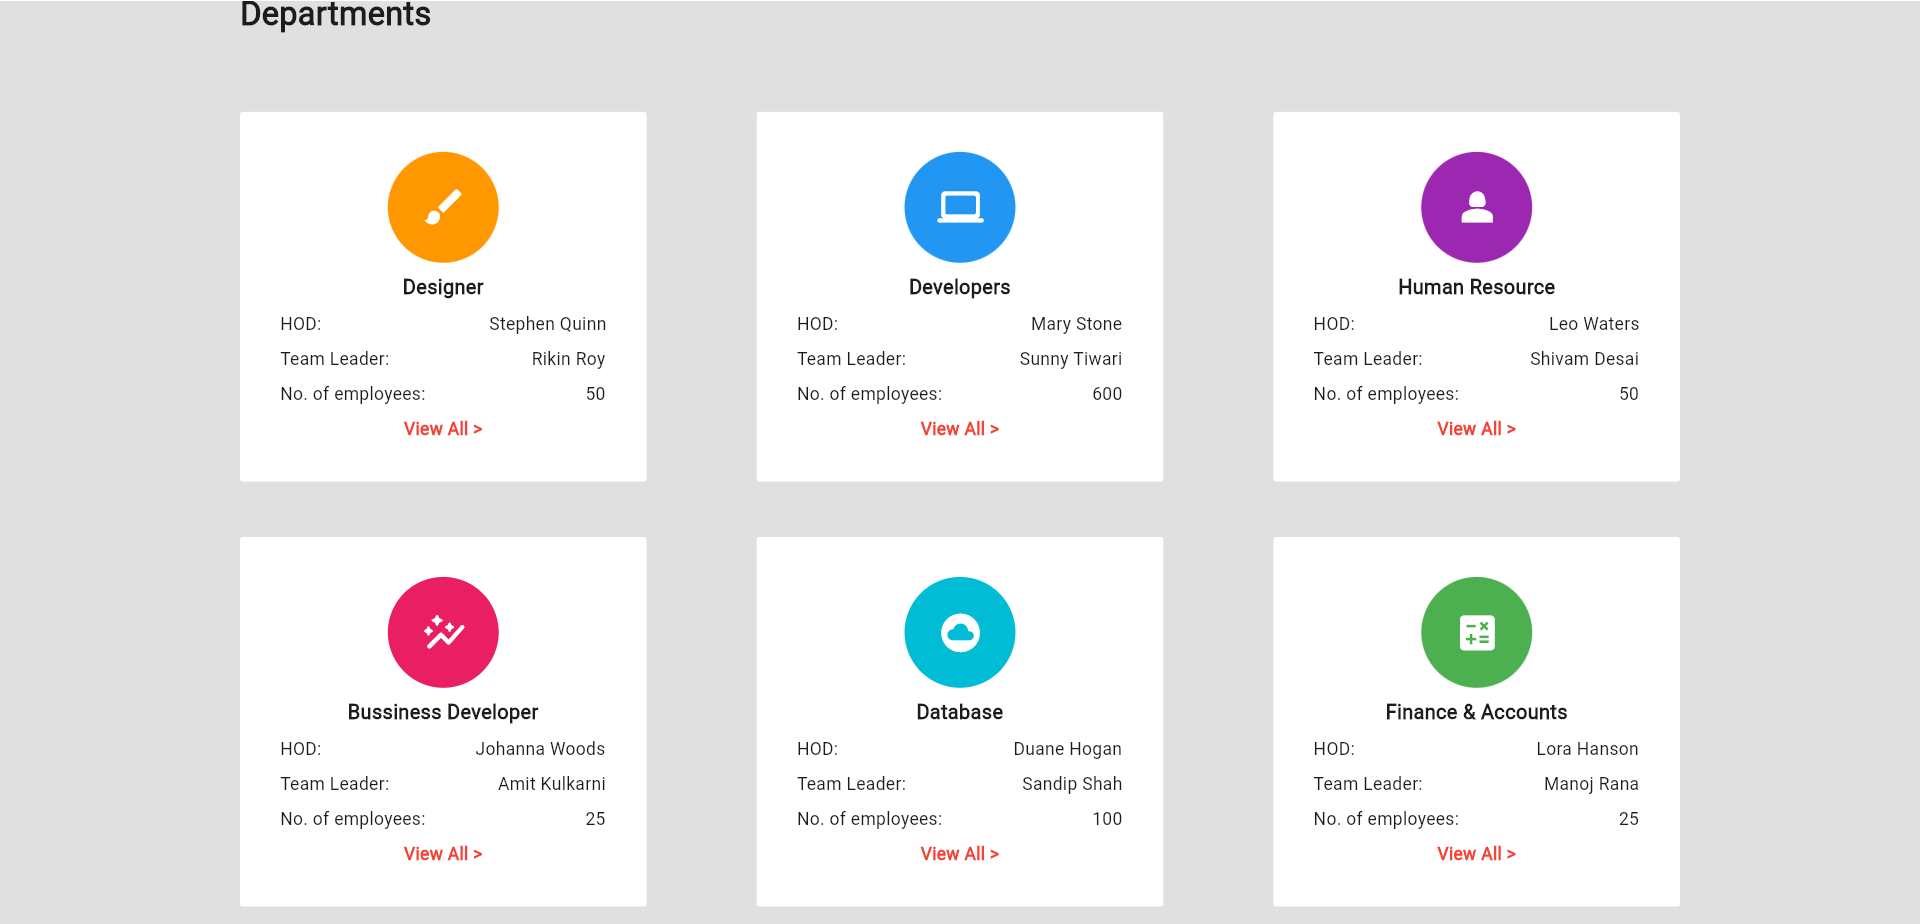 Departments
Designer
HOD: Stephen Quinn
Team Leader: Rikin Roy
No. of employees: 50
View All >
Developers
HOD: Mary Stone
Team Leader: Sunny Tiwari
No. of employees: 600
View All >
Human Resource
HOD: Leo Waters
Team Leader: Shivam Desai
No. of employees: 50
View All >
Bussiness Developer
HOD: Johanna Woods
Team Leader: Amit Kulkarni
No. of employees: 25
View All >
Database
HOD: Duane Hogan
Team Leader: Sandip Shah
No. of employees: 100
View All >
Finance & Accounts
HOD: Lora Hanson
Team Leader: Manoj Rana
No. of employees: 25
View All >